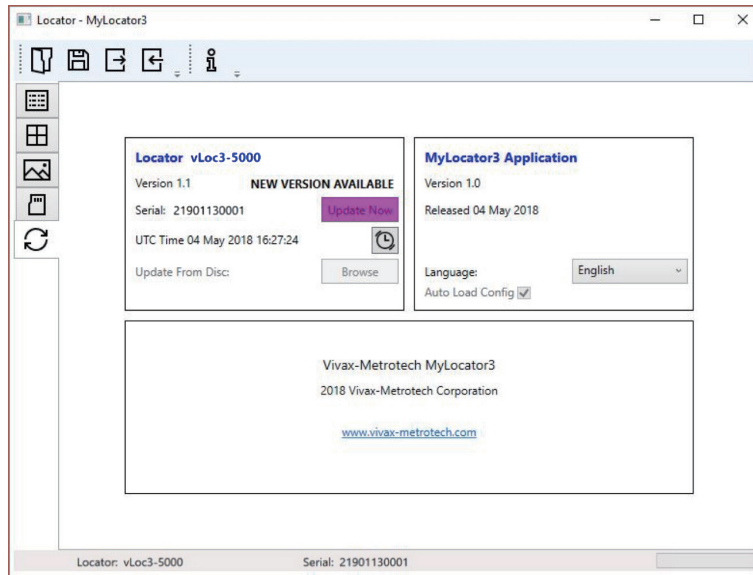 Locator - MyLocator3
Locator vLoc3-5000
Version 1.1 NEW VERSION AVAILABLE
Serial: 21901130001 Update Now
UTC Time 04 May 2018 16:27:24
Update From Disc: Browse
MyLocator3 Application
Version 1.0
Released 04 May 2018
Language: English
Auto Load Config
Vivax-Metrotech MyLocator3
2018 Vivax-Metrotech Corporation
www.vivax-metrotech.com
Locator: vLoc3-5000 Serial: 21901130001